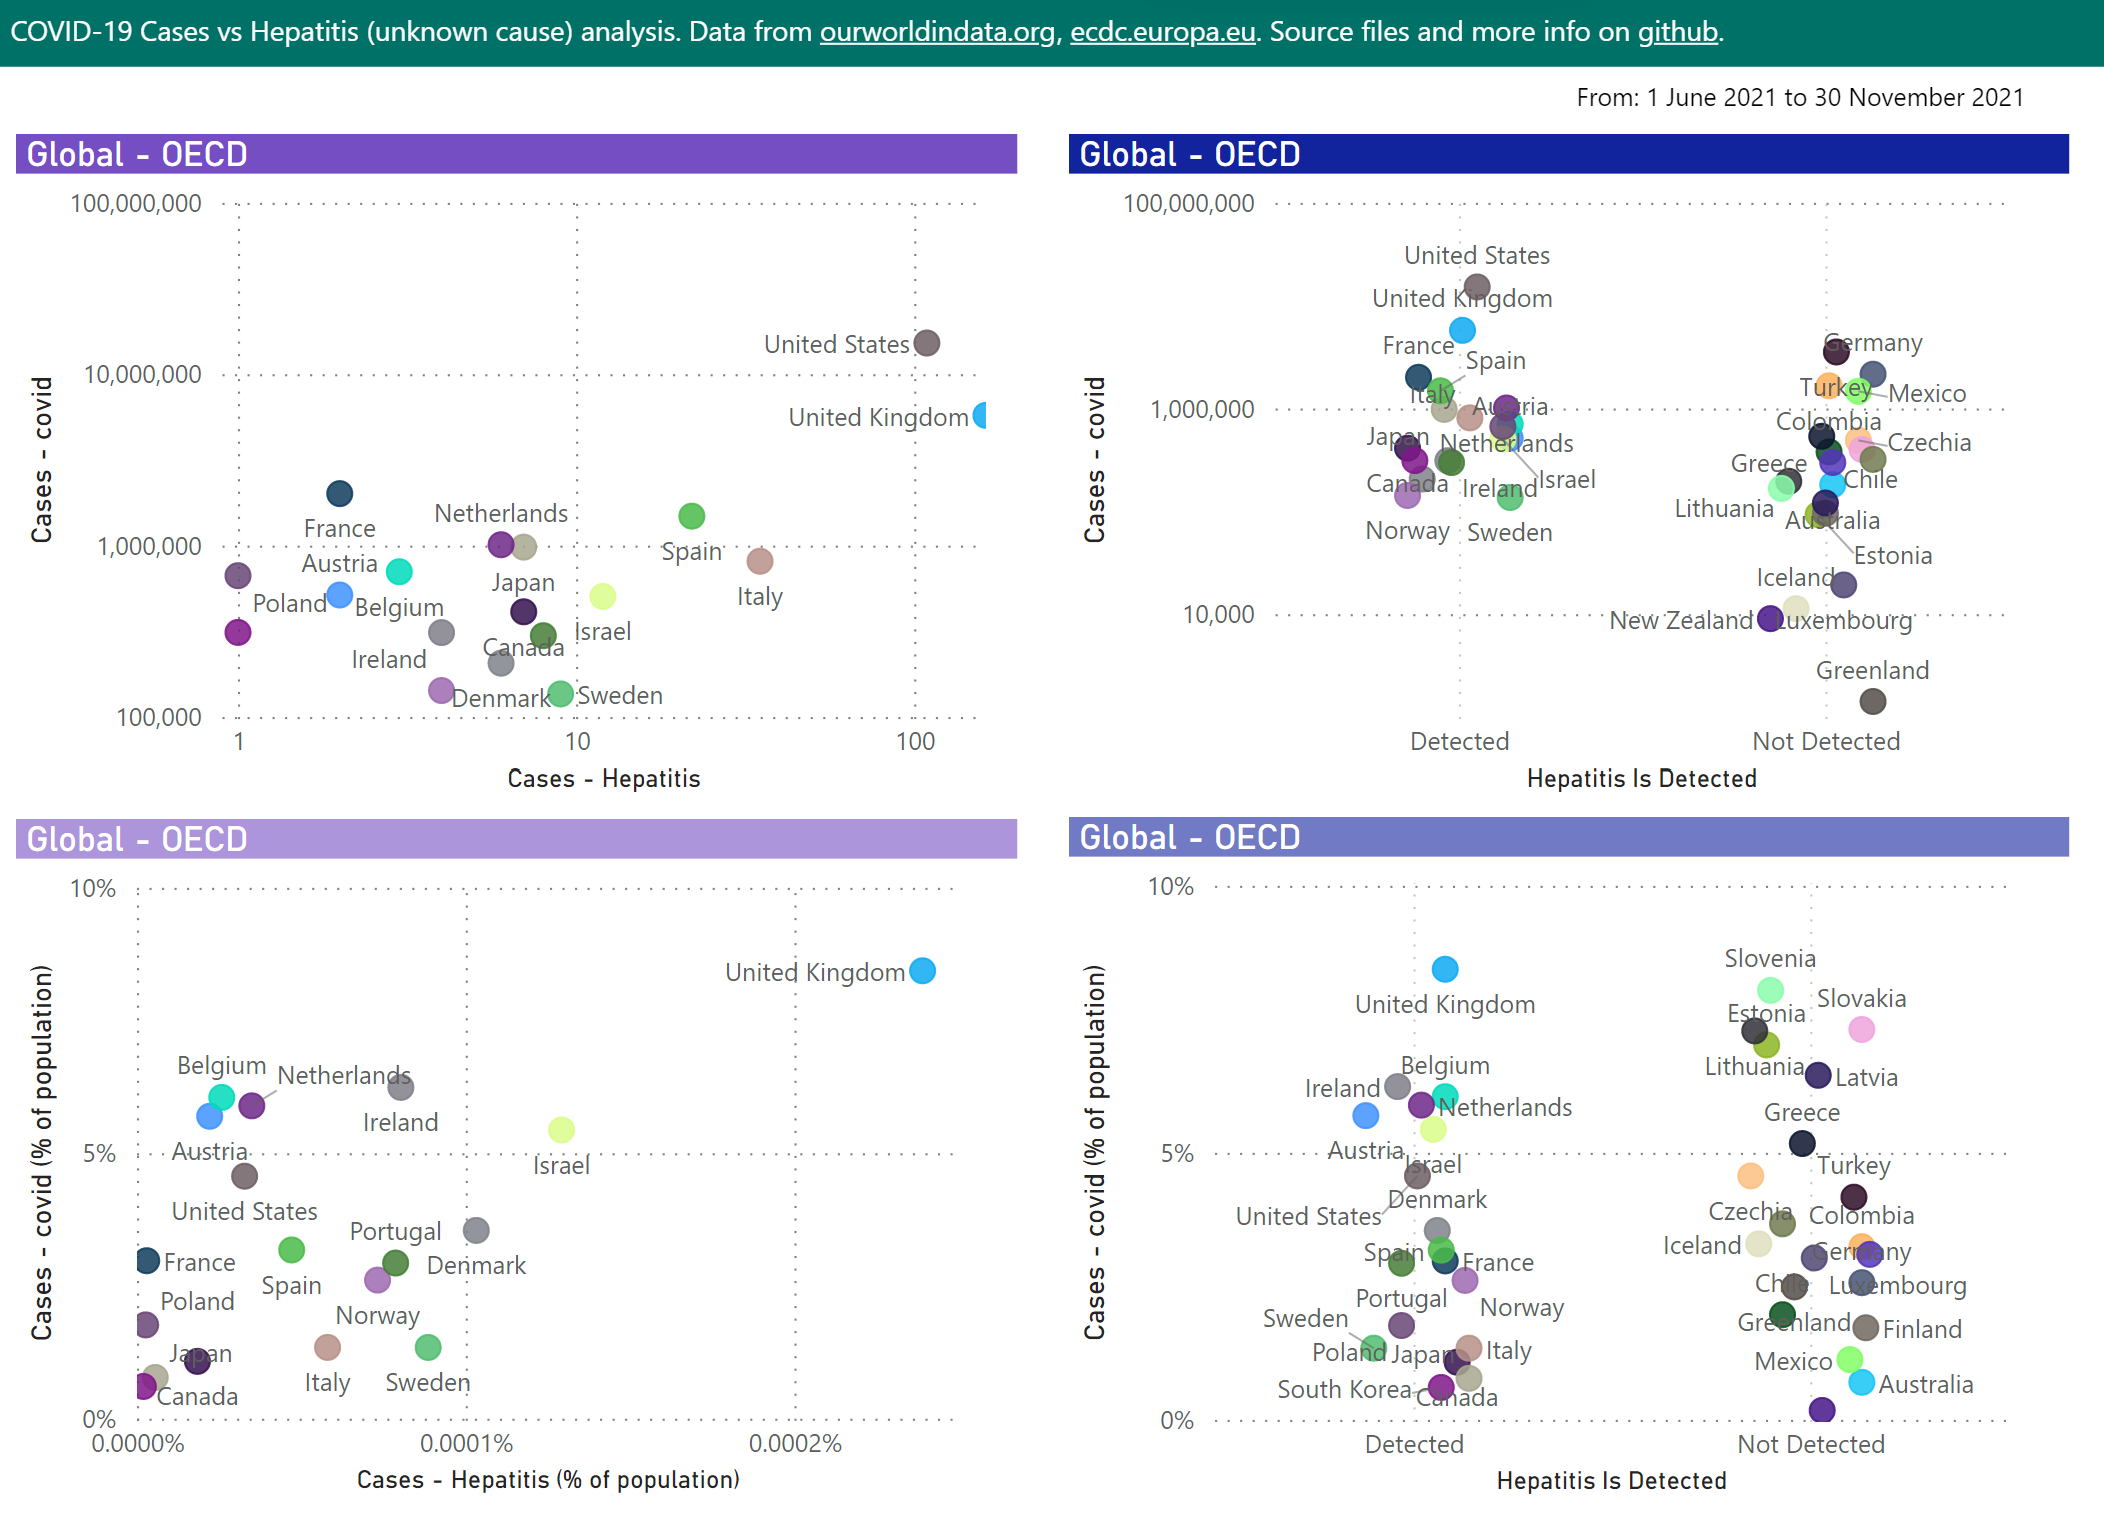 COVID-19 Cases vs Hepatitis (unknown cause) analysis. Data from ourworldindata.org, ecdc.europa.eu. Source files and more info on github.
From: 1 June 2021 to 30 November 2021
Global - OECD
100,000,000
10,000,000
1,000,000
100,000
Cases - covid
United States
United Kingdom
France
Netherlands
Spain
Austria
Japan
Italy
Poland
Belgium
Israel
Canada
Ireland
Denmark
Sweden
1
10
100
Cases - Hepatitis
Global - OECD
100,000,000
1,000,000
10,000
Cases - covid
United States
United Kingdom
France
Spain
Italy
Austria
Japan
Netherlands
Canada
Ireland
Israel
Norway
Sweden
Germany
Turkey
Mexico
Colombia
Czechia
Greece
Chile
Lithuania
Australia
Estonia
Iceland
New Zealand
Luxembourg
Greenland
Detected
Not Detected
Hepatitis Is Detected
Global - OECD
10%
5%
0%
Cases - covid (% of population)
United Kingdom
Belgium
Netherlands
Ireland
Austria
Israel
United States
Portugal
France
Spain
Denmark
Poland
Norway
Japan
Italy
Sweden
Canada
0.0000%
0.0001%
0.0002%
Cases - Hepatitis (% of population)
Global - OECD
10%
5%
0%
Cases - covid (% of population)
United Kingdom
Belgium
Ireland
Netherlands
Austria
Israel
Denmark
United States
Spain
France
Portugal
Norway
Sweden
Poland
Japan
Italy
South Korea
Canada
Slovenia
Slovakia
Estonia
Lithuania
Latvia
Greece
Turkey
Czechia
Colombia
Iceland
Germany
Chile
Luxembourg
Greenland
Finland
Mexico
Australia
Detected
Not Detected
Hepatitis Is Detected